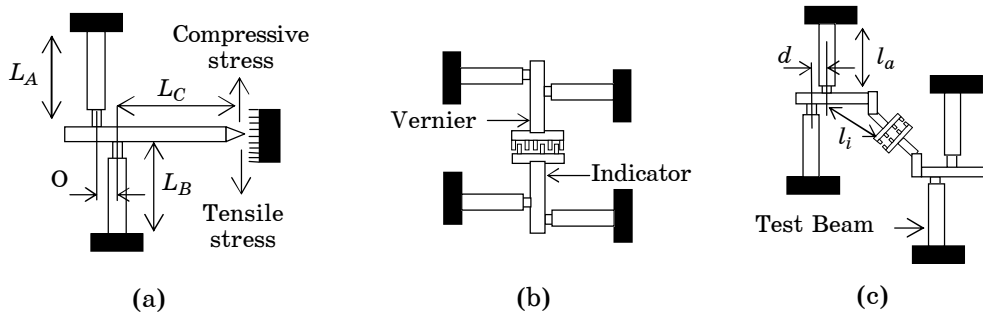 L_A
Compressive
stress
L_C
O
L_B
Tensile
stress
(a)
Vernier
Indicator
(b)
d
l_a
l_i
Test Beam
(c)